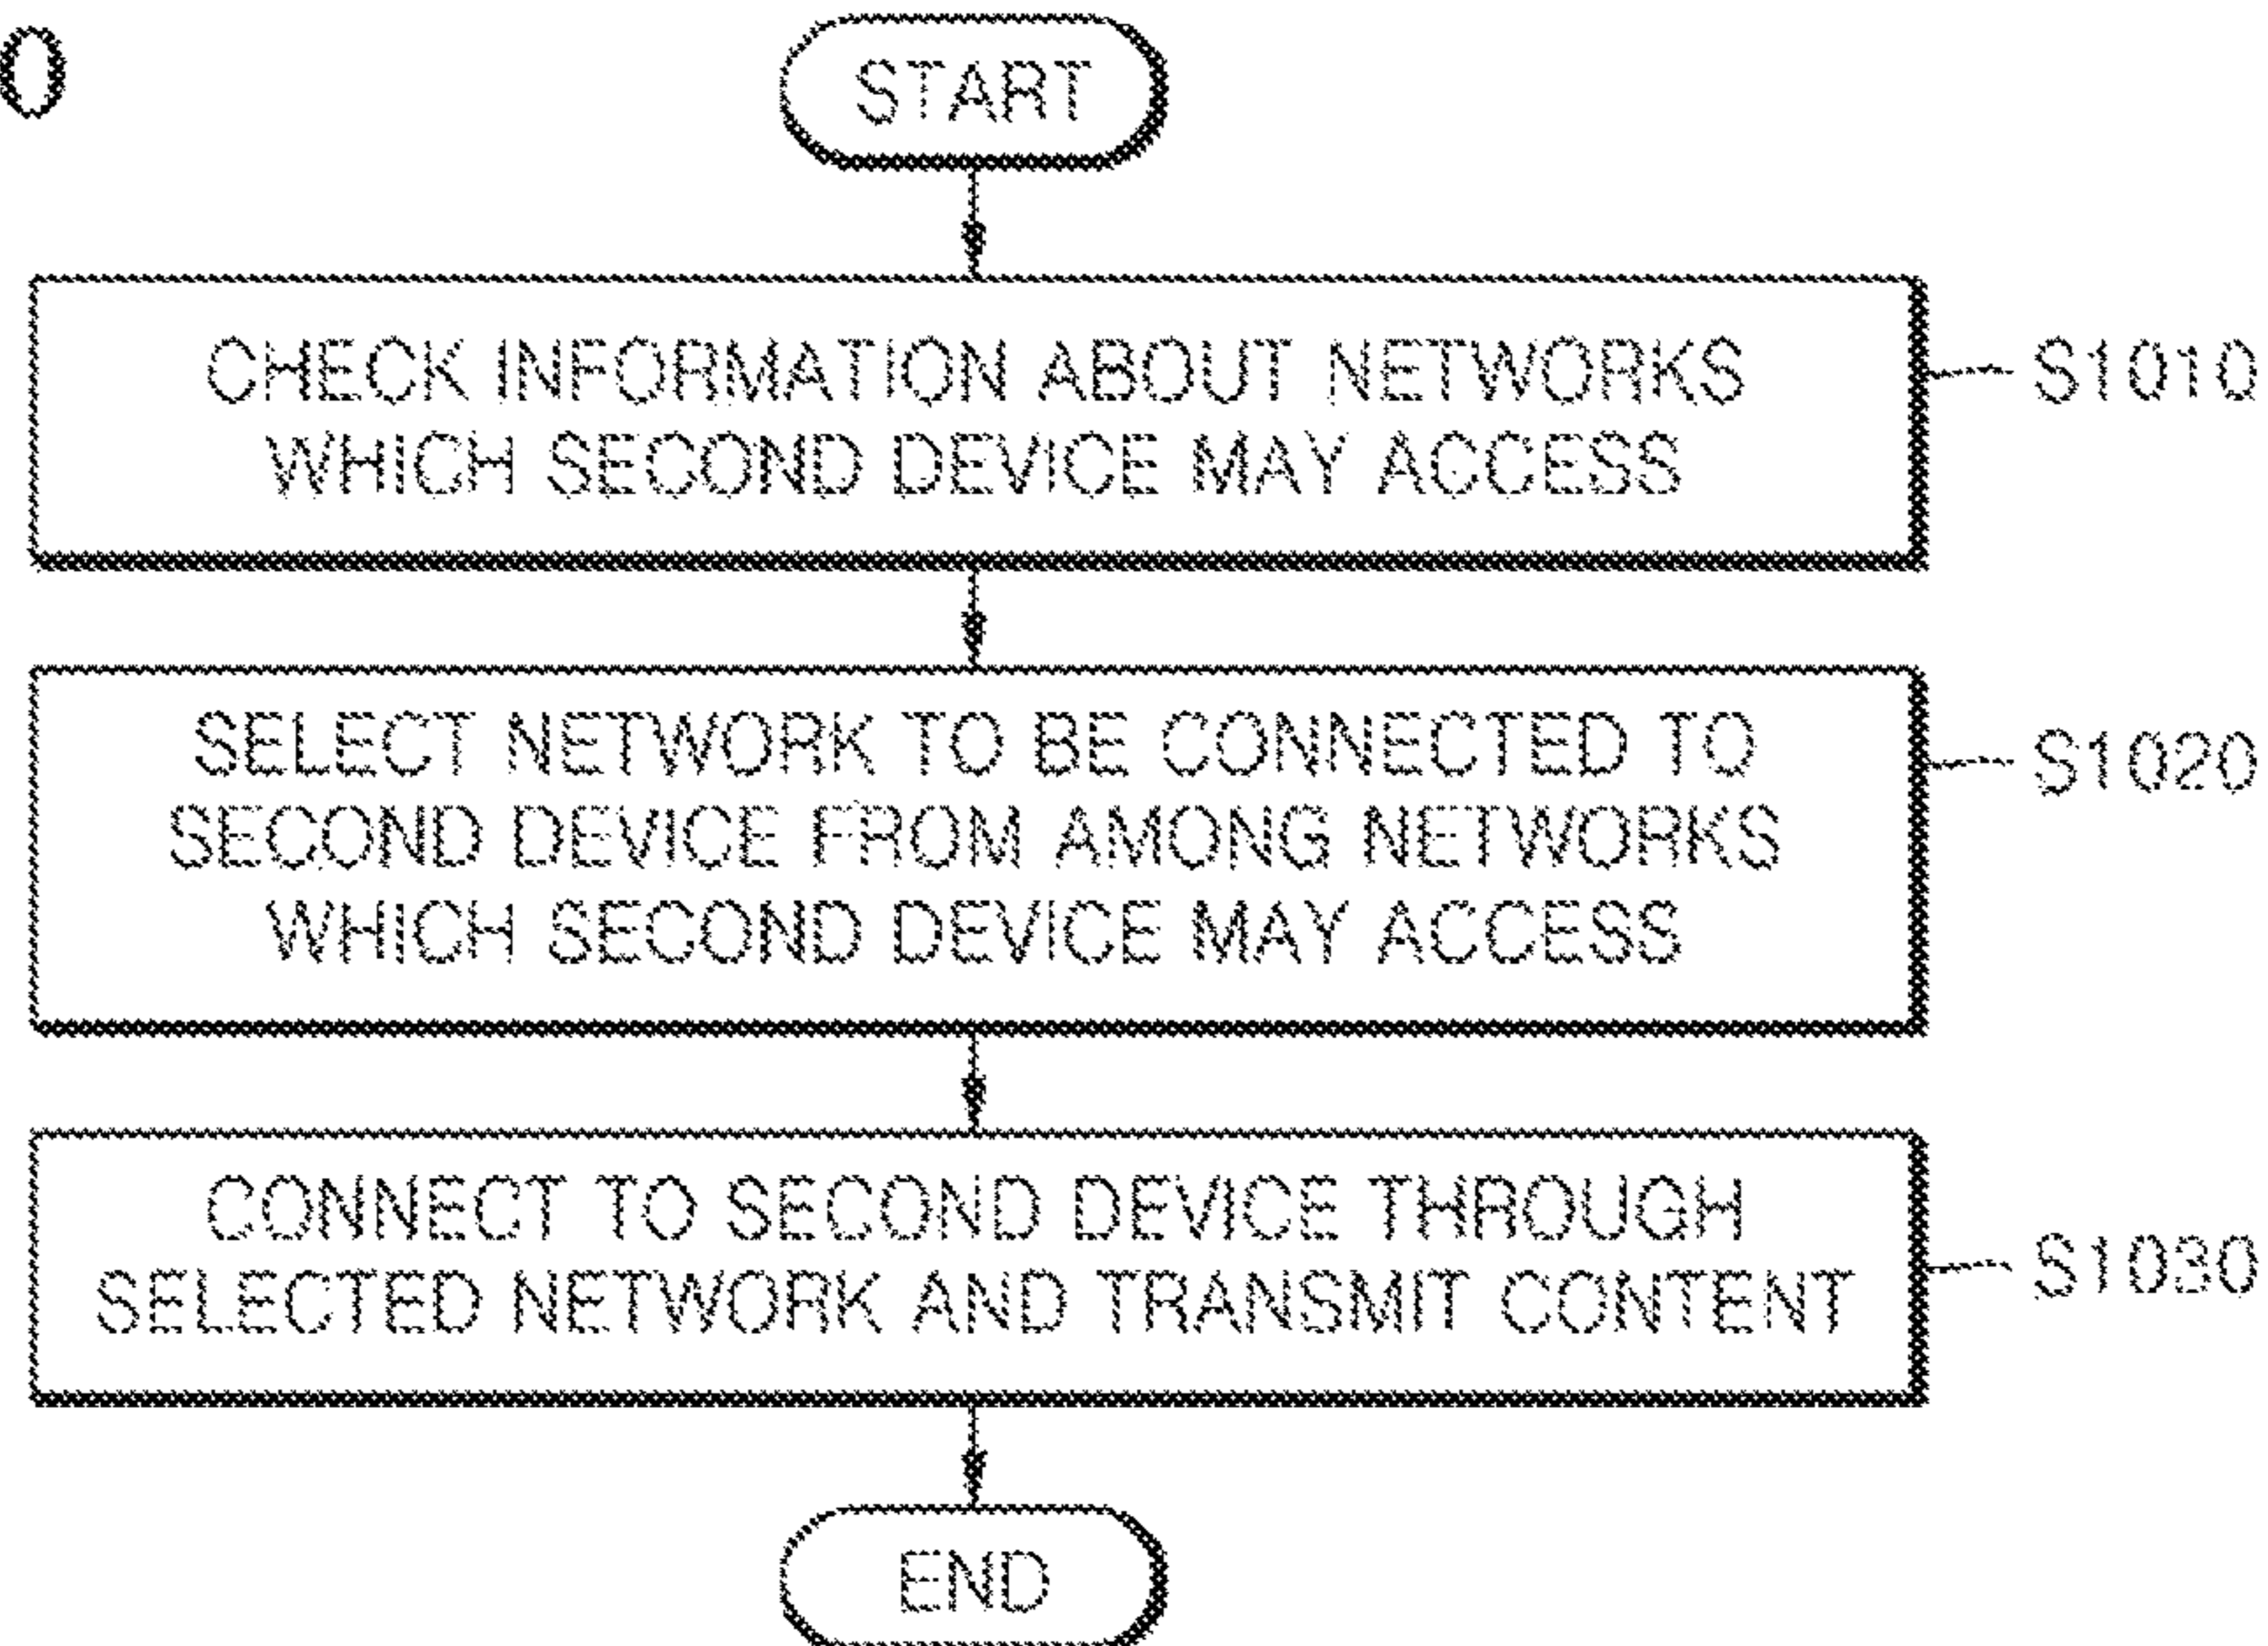 0
START
CHECK INFORMATION ABOUT NETWORKS
WHICH SECOND DEVICE MAY ACCESS
S1010
SELECT NETWORK TO BE CONNECTED TO
SECOND DEVICE FROM AMONG NETWORKS
WHICH SECOND DEVICE MAY ACCESS
S1020
CONNECT TO SECOND DEVICE THROUGH
SELECTED NETWORK AND TRANSMIT CONTENT
S1030
END